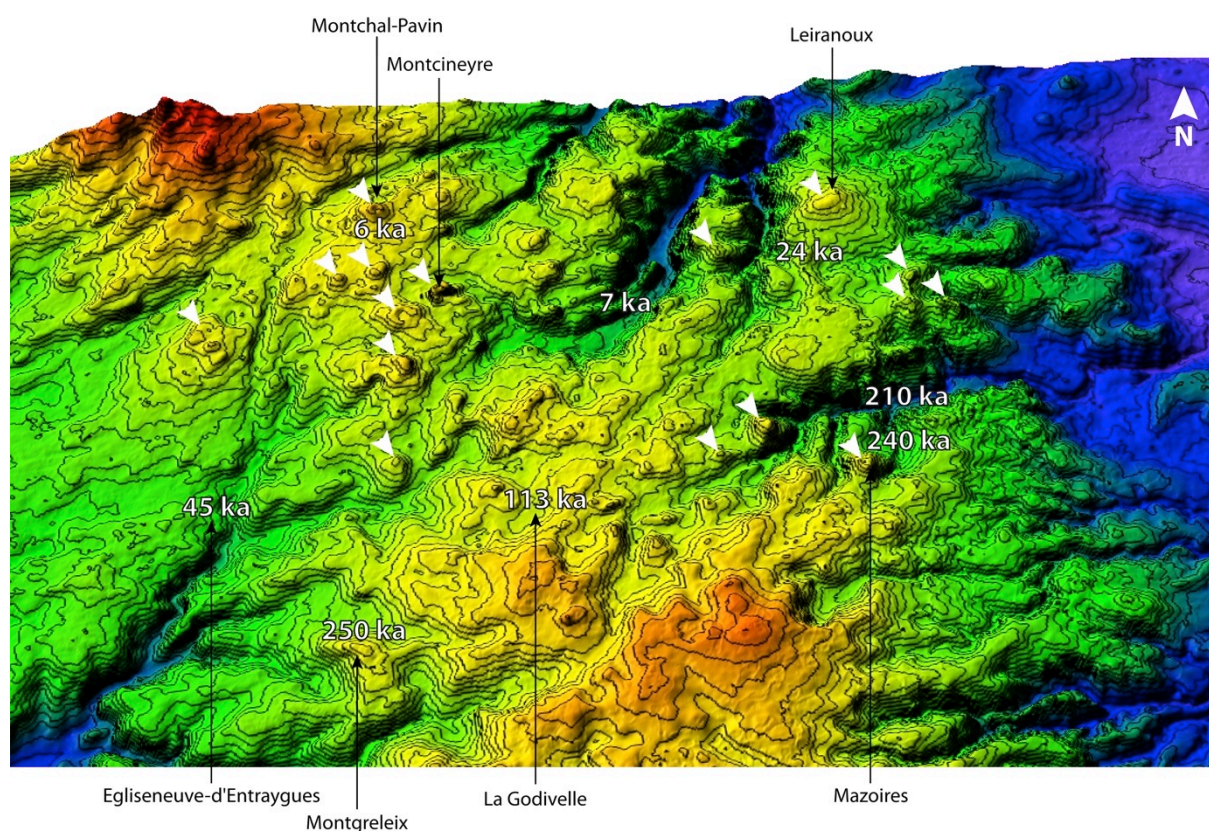 Montchal-Pavin
Leiranoux
Montcineyre
N
6 ka
24 ka
7 ka
210 ka
240 ka
45 ka
113 ka
250 ka
Egliseneuve-d'Entraygues
La Godivelle
Mazoires
Montgreleix